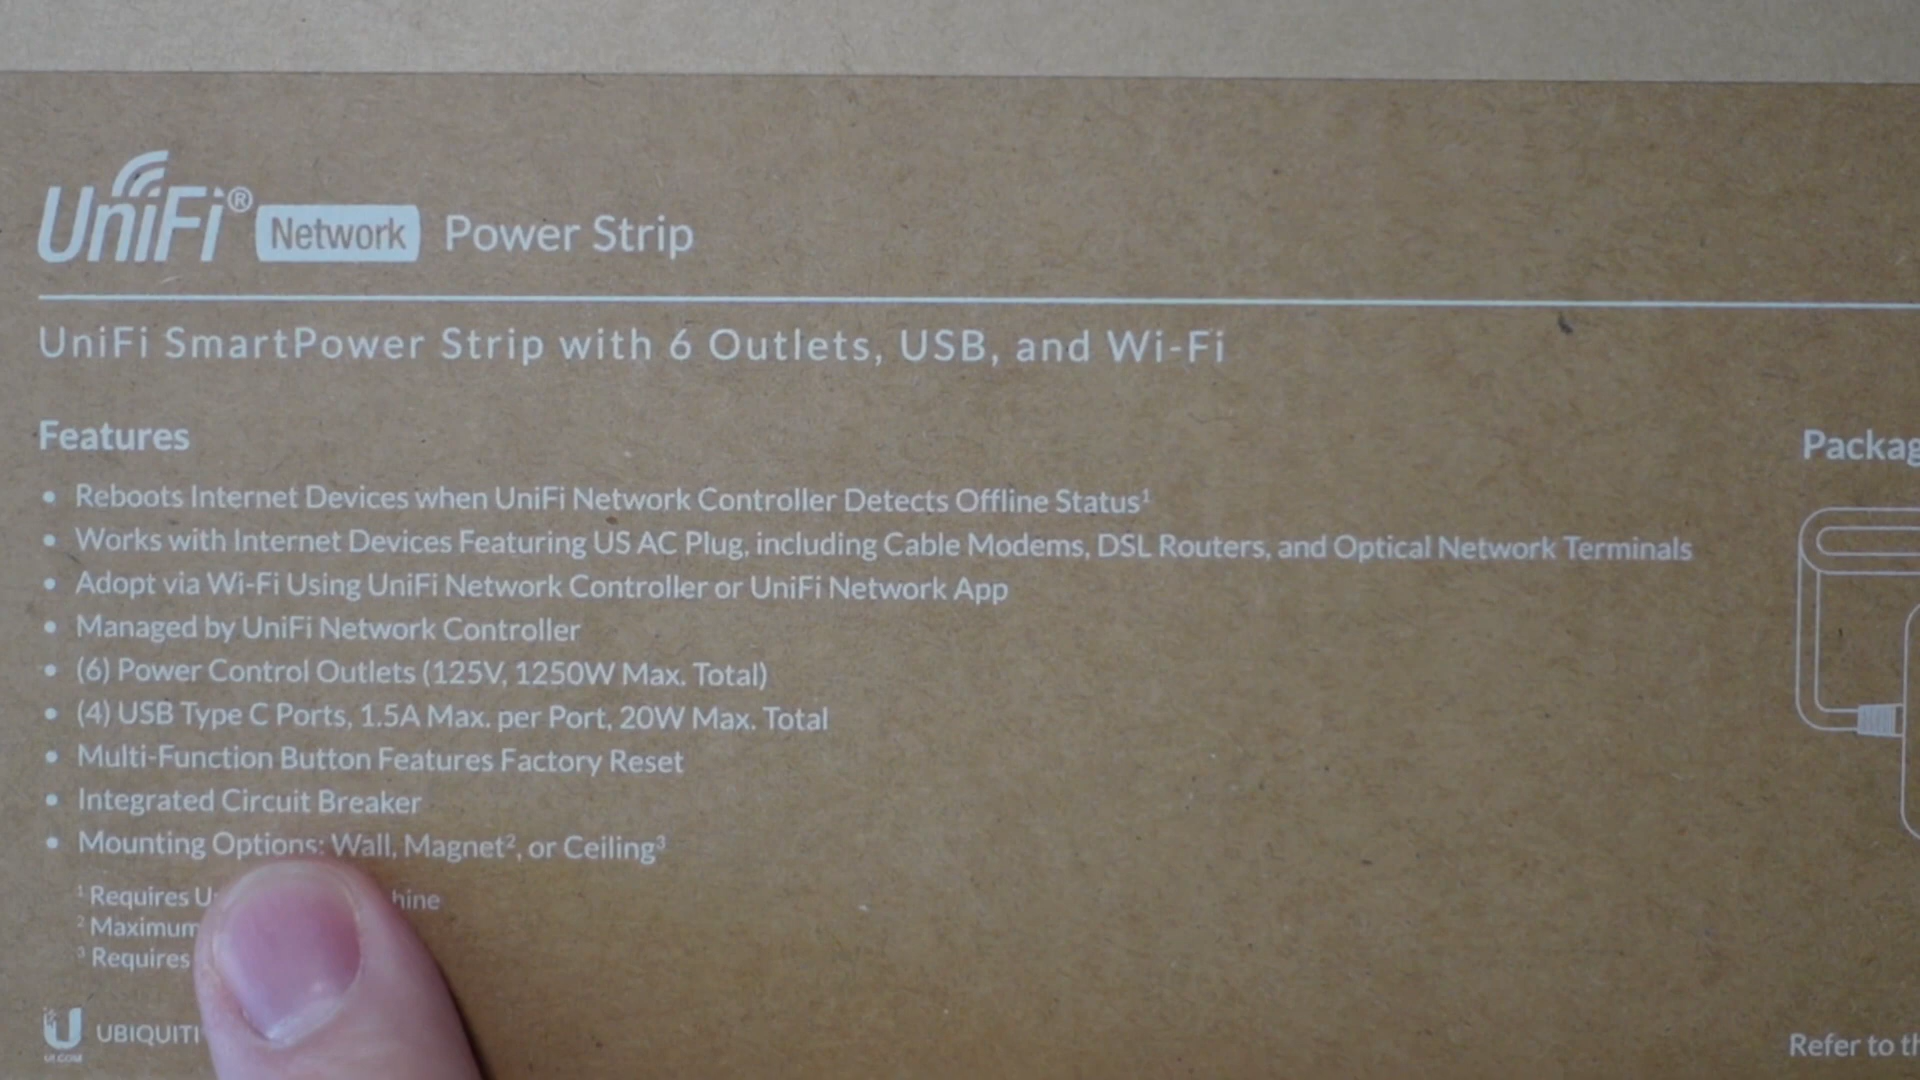 UniFi® Network Power Strip
UniFi SmartPower Strip with 6 Outlets, USB, and Wi-Fi
Features
• Reboots Internet Devices when UniFi Network Controller Detects Offline Status¹
• Works with Internet Devices Featuring US AC Plug, including Cable Modems, DSL Routers, and Optical Network Terminals
• Adopt via Wi-Fi Using UniFi Network Controller or UniFi Network App
• Managed by UniFi Network Controller
• (6) Power Control Outlets (125V, 1250W Max. Total)
• (4) USB Type C Ports, 1.5A Max. per Port, 20W Max. Total
• Multi-Function Button Features Factory Reset
• Integrated Circuit Breaker
• Mounting Options: Wall, Magnet², or Ceiling³
¹ Requires
² Maximum
³ Requires
UBIQUITI
UI.COM
Refer to